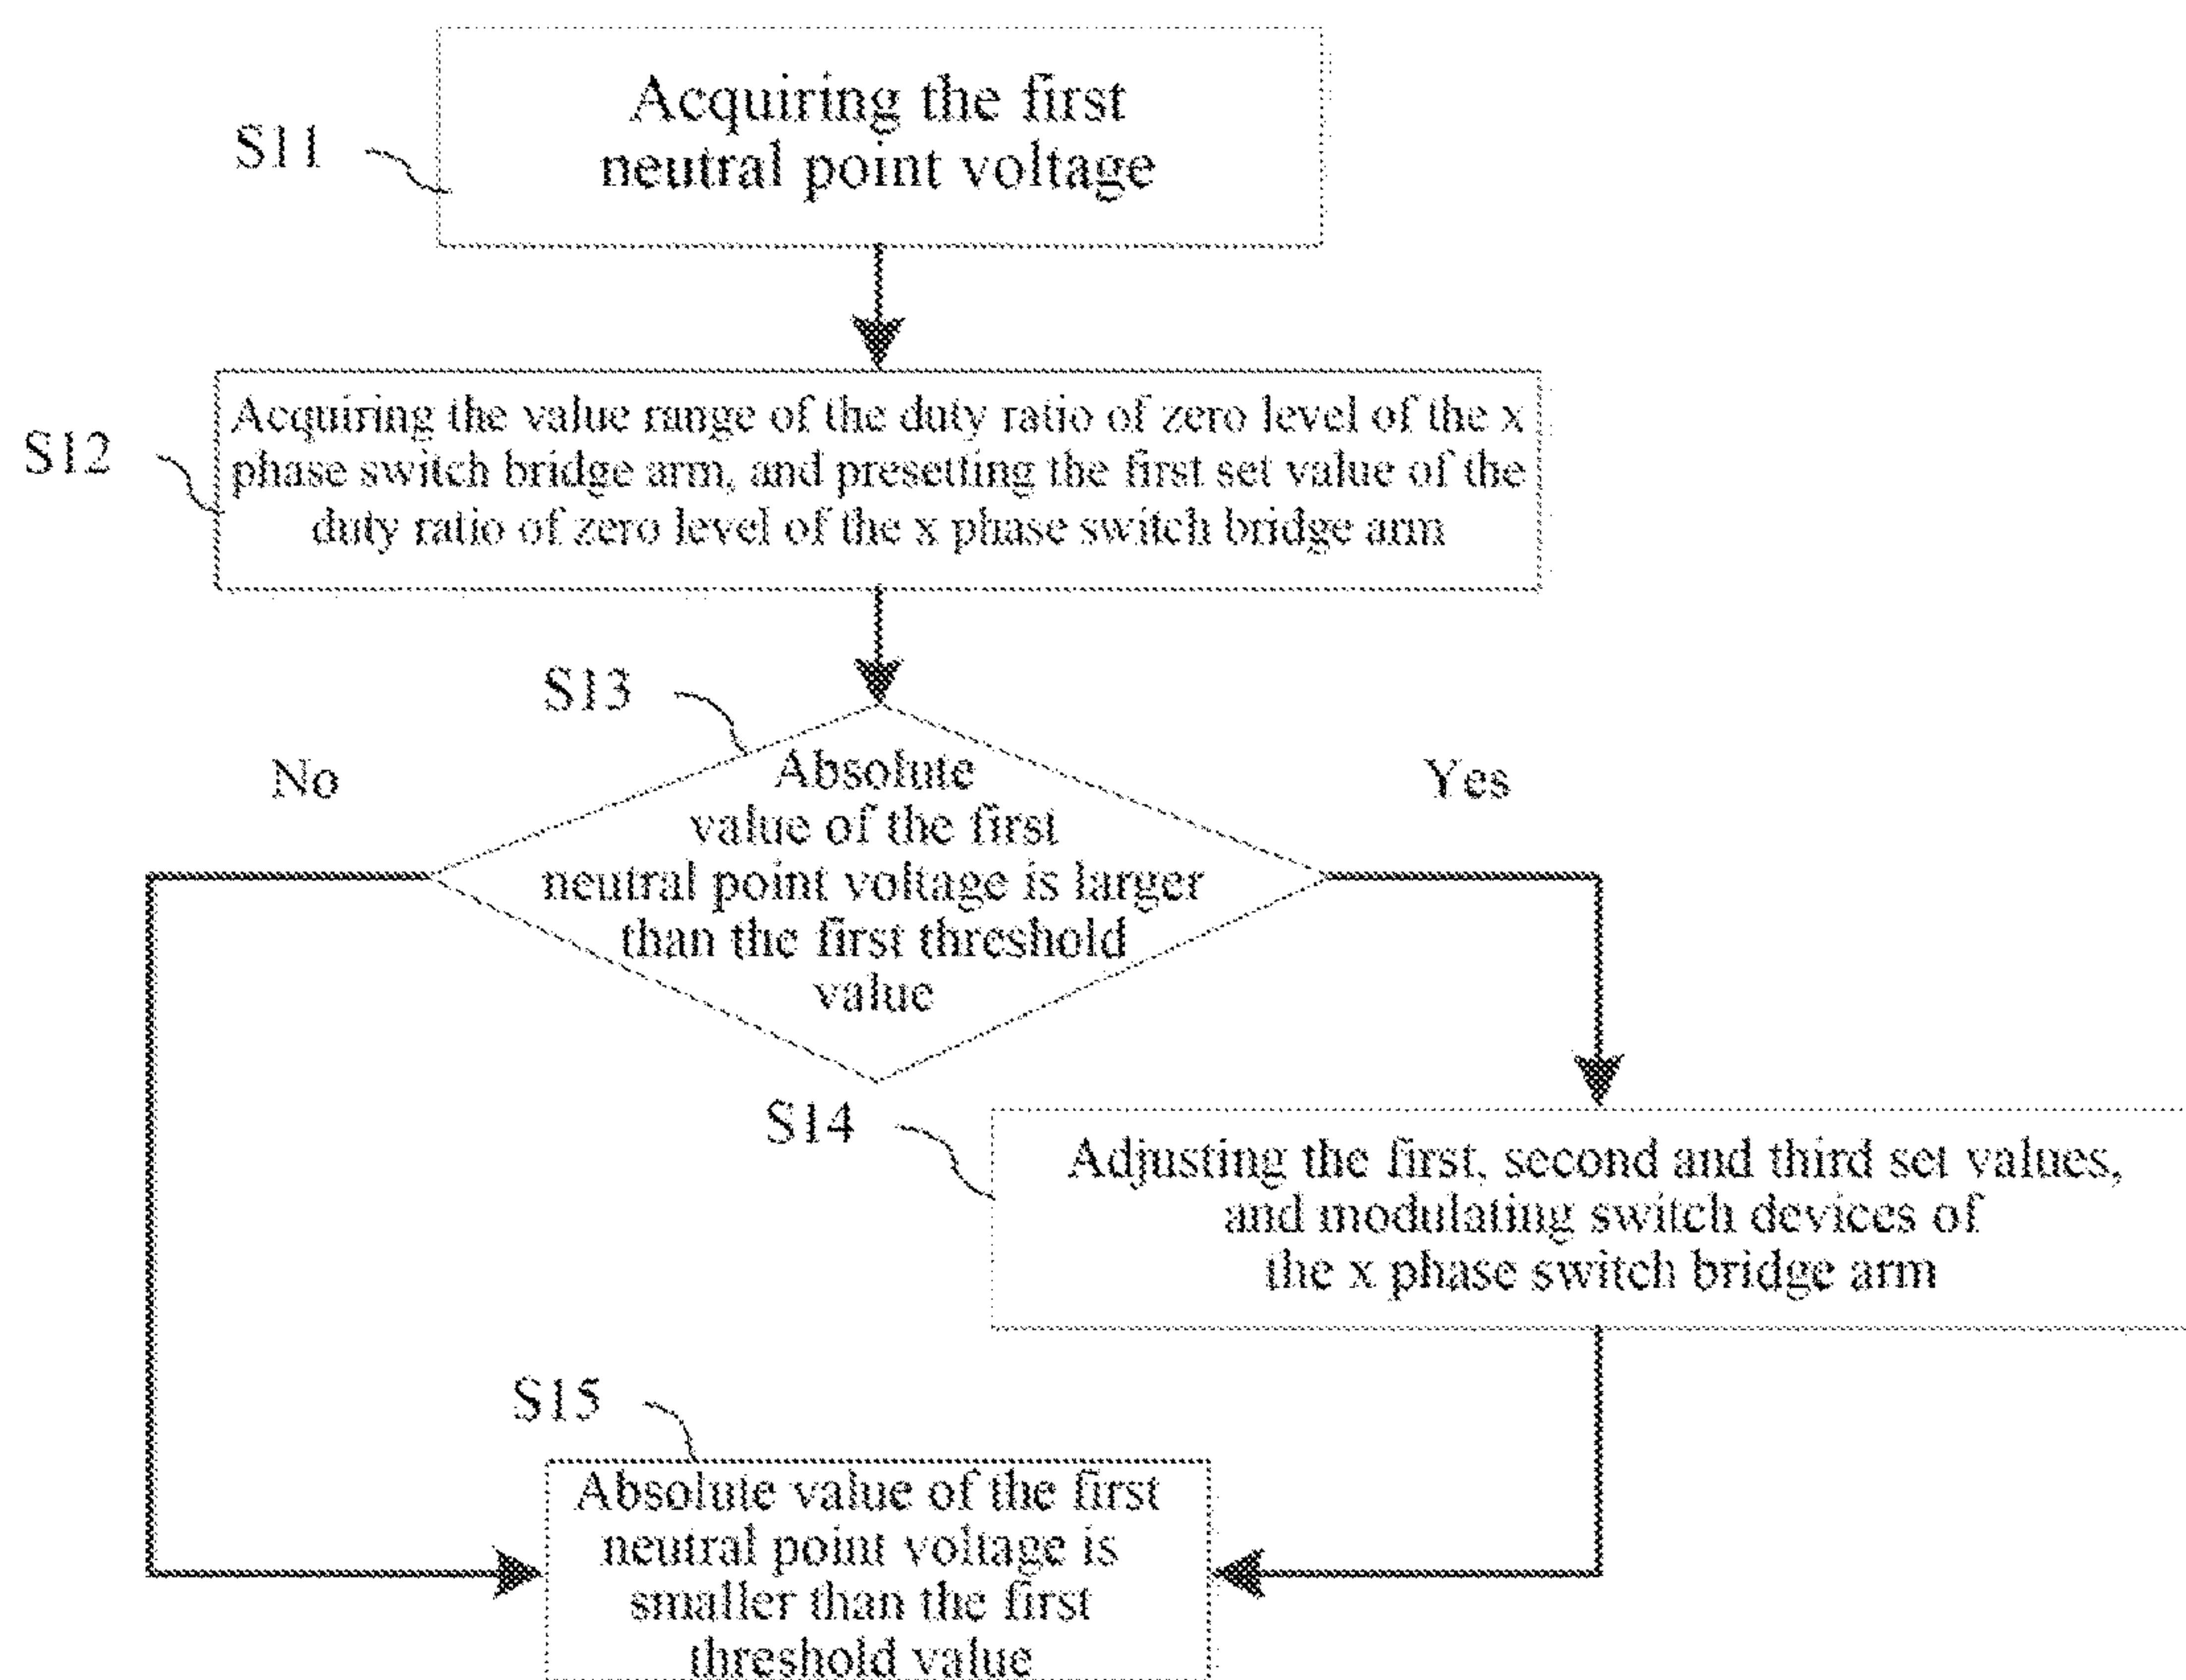 Acquiring the first
neutral point voltage
S11
Acquiring the value range of the duty ratio of zero level of the x
phase switch bridge arm, and presetting the first set value of the
duty ratio of zero level of the x phase switch bridge arm
S12
S13
No
Absolute
value of the first
neutral point voltage is larger
than the first threshold
value
Yes
S14
Adjusting the first, second and third set values,
and modulating switch devices of
the x phase switch bridge arm
S15
Absolute value of the first
neutral point voltage is
smaller than the first
threshold value